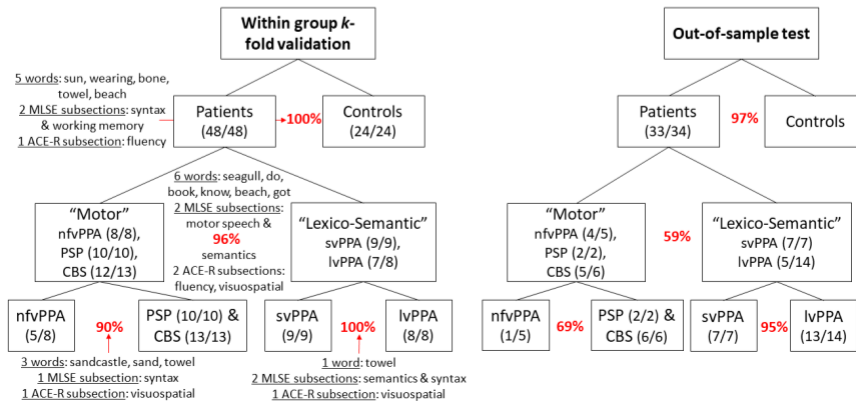 Within group k-
fold validation
5 words: sun, wearing, bone,
towel, beach
2 MLSE subsections: syntax
& working memory
1 ACE-R subsection: fluency
Patients
(48/48)
100%
Controls
(24/24)
6 words: seagull, do,
book, know, beach, got
2 MLSE subsections:
motor speech &
96%
semantics
2 ACE-R subsections:
fluency, visuospatial
"Motor"
nfvPPA (8/8),
PSP (10/10),
CBS (12/13)
"Lexico-Semantic"
svPPA (9/9),
lvPPA (7/8)
nfvPPA
(5/8)
90%
PSP (10/10) &
CBS (13/13)
svPPA
(9/9)
100%
lvPPA
(8/8)
3 words: sandcastle, sand, towel
1 MLSE subsection: syntax
1 ACE-R subsection: visuospatial
1 word: towel
2 MLSE subsections: semantics & syntax
1 ACE-R subsection: visuospatial
Out-of-sample test
Patients
(33/34)
97%
Controls
"Motor"
nfvPPA (4/5),
PSP (2/2),
CBS (5/6)
59%
"Lexico-Semantic"
svPPA (7/7)
lvPPA (5/14)
nfvPPA
(1/5)
69%
PSP (2/2) &
CBS (6/6)
svPPA
(7/7)
95%
lvPPA
(13/14)